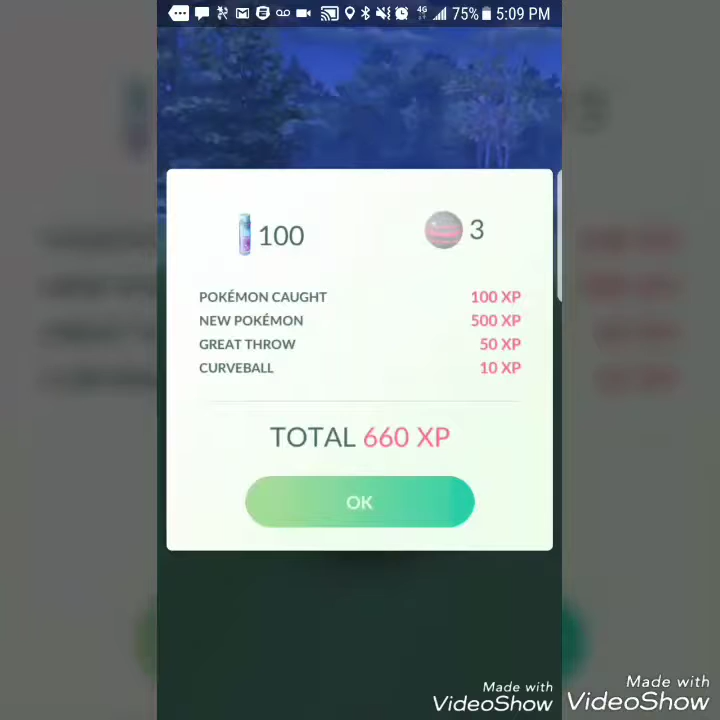 4G 75% 5:09 PM
100 3
POKÉMON CAUGHT 100 XP
NEW POKÉMON 500 XP
GREAT THROW 50 XP
CURVEBALL 10 XP
TOTAL 660 XP
OK
Made with
VideoShow
Made with
VideoShow